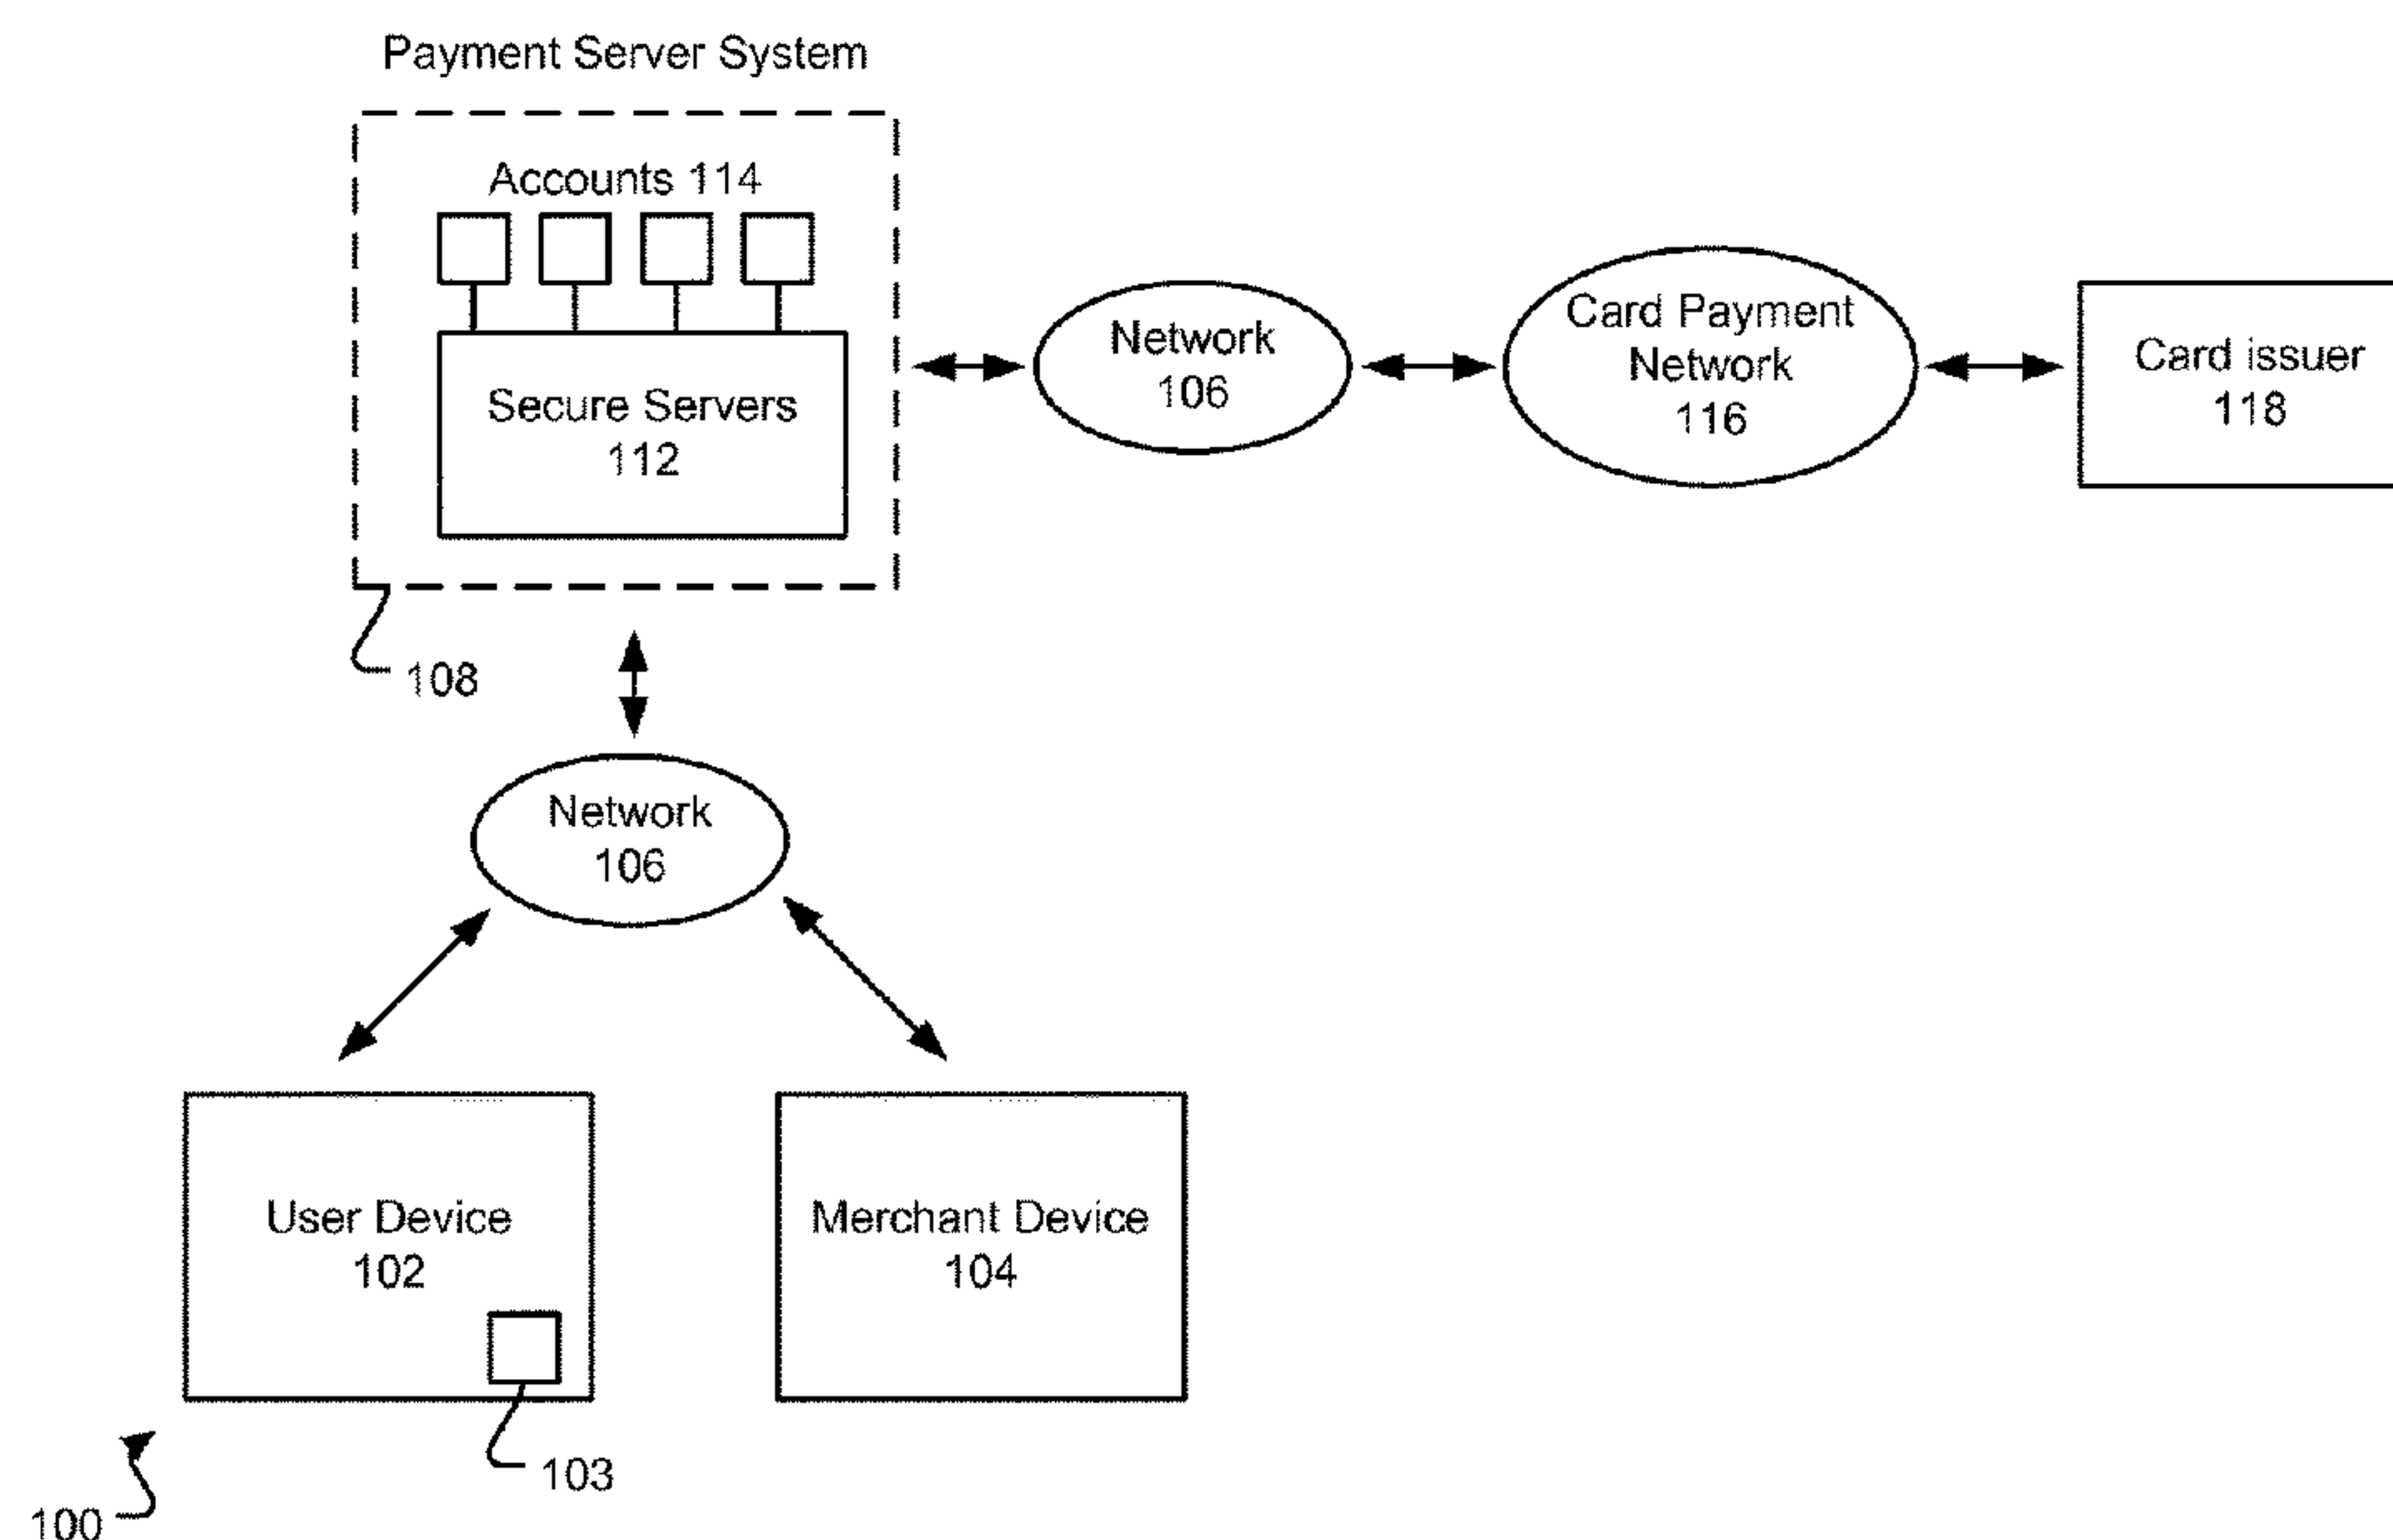 Payment Server System
Accounts 114
Secure Servers
112
Network
106
Card Payment
Network
116
Card issuer
118
108
Network
106
User Device
102
Merchant Device
104
103
100